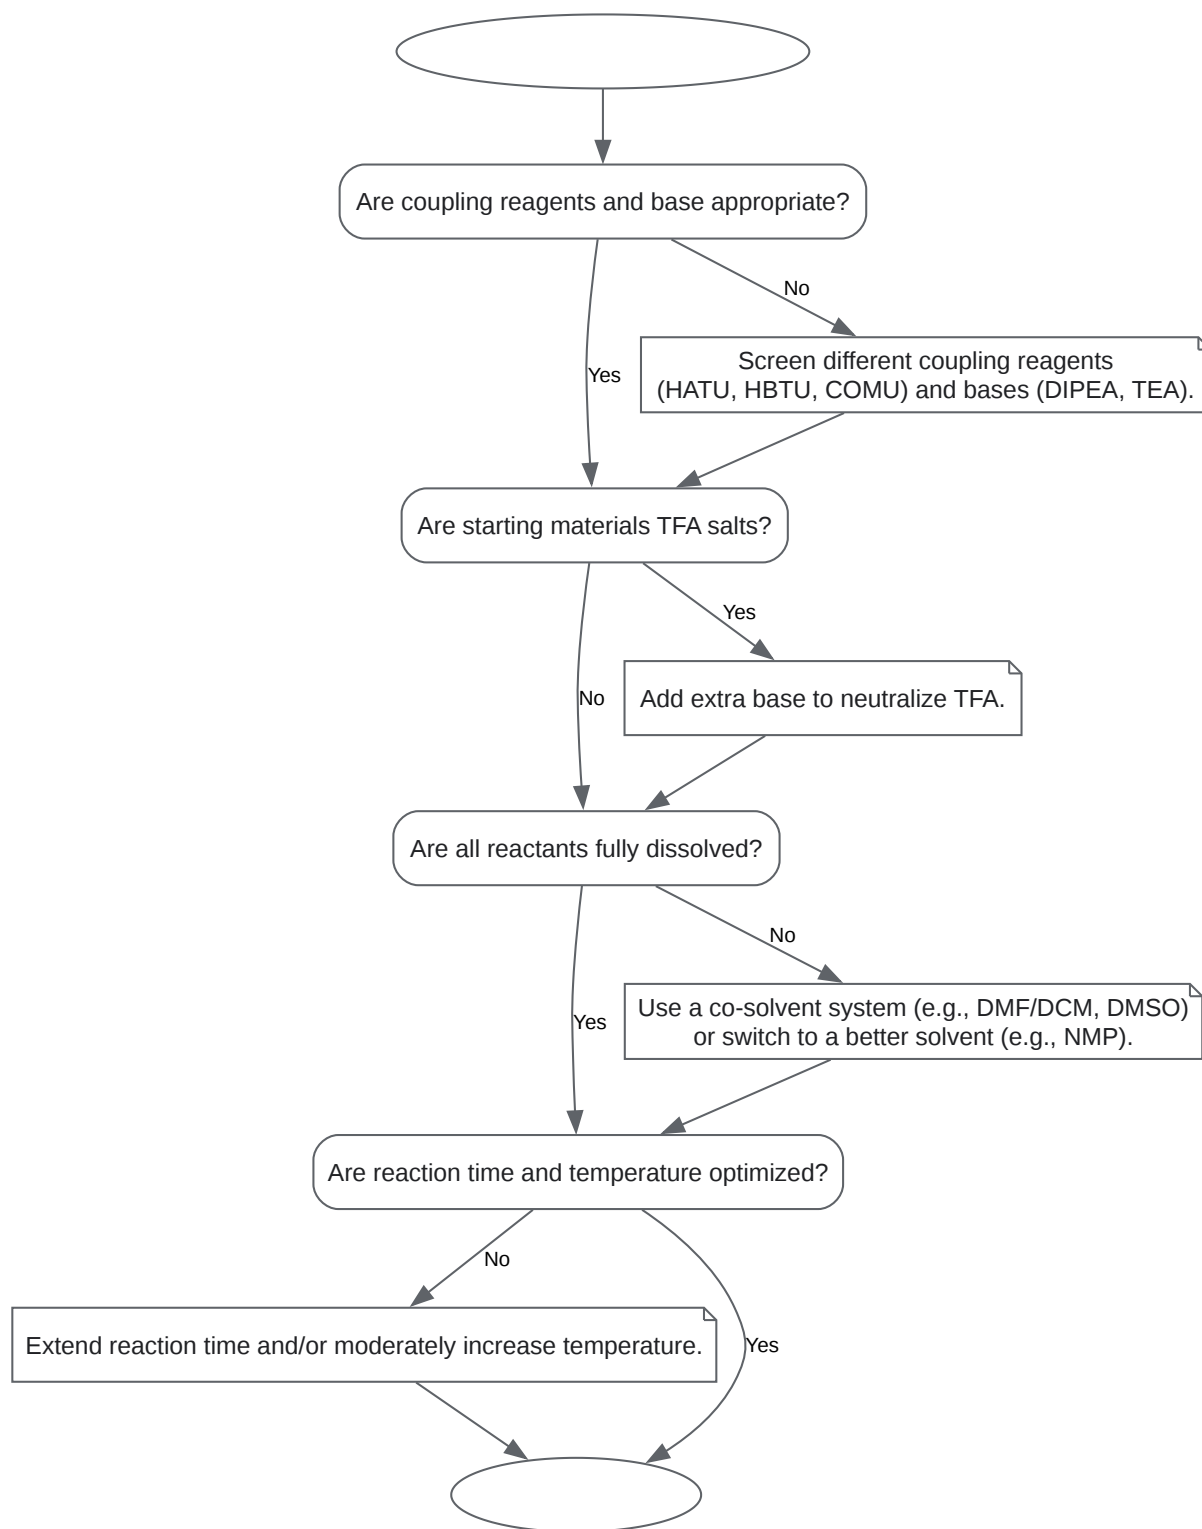 Are coupling reagents and base appropriate?
No
Yes
Screen different coupling reagents
(HATU, HBTU, COMU) and bases (DIPEA, TEA).
Are starting materials TFA salts?
Yes
No
Add extra base to neutralize TFA.
Are all reactants fully dissolved?
No
Yes
Use a co-solvent system (e.g., DMF/DCM, DMSO)
or switch to a better solvent (e.g., NMP).
Are reaction time and temperature optimized?
No
Extend reaction time and/or moderately increase temperature.
Yes